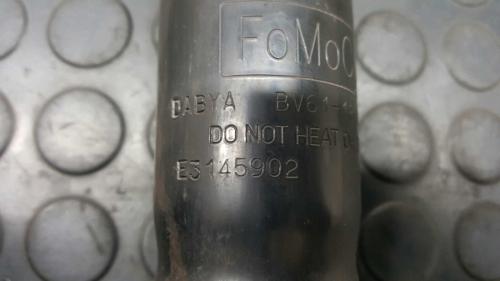 FoMoC
DABYA BV61-
DO NOT HEAT
E5145902